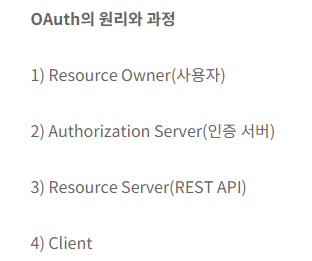 OAuth의 원리와 과정
1) Resource Owner(사용자)
2) Authorization Server(인증 서버)
3) Resource Server(REST API)
4) Client